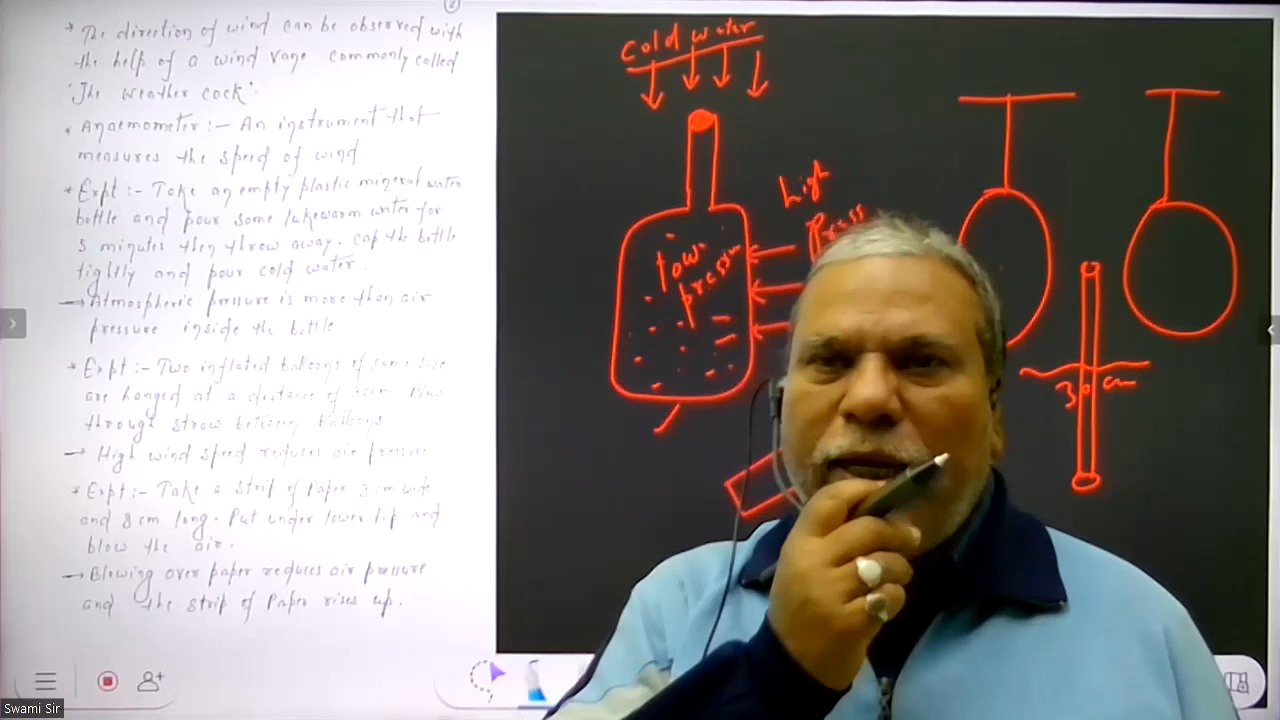 2
* The direction of wind can be observed with
the help of a wind vane commonly called
"The weather cock".
* Anaemometer :- An instrument that
measures the speed of wind
* Expt :- Take an empty plastic mineral water
bottle and pour some lukewarm water for
5 minutes then throw away. cap the bottle
tightly and pour cold water.
→ Atmospheric pressure is more than air
pressure inside the bottle
* Expt :- Two inflated balloons of same size
are hanged at a distance of
through straw between balloons
→ High wind speed reduces air pressure
* Expt :- Take a strip of paper 3 cm wide
and 8 cm long. Put under lower lip and
blow the air.
→ Blowing over paper reduces air pressure
and the strip of Paper rises up.
cold water
High
Press
low
pressure
30 cm
Swami Sir